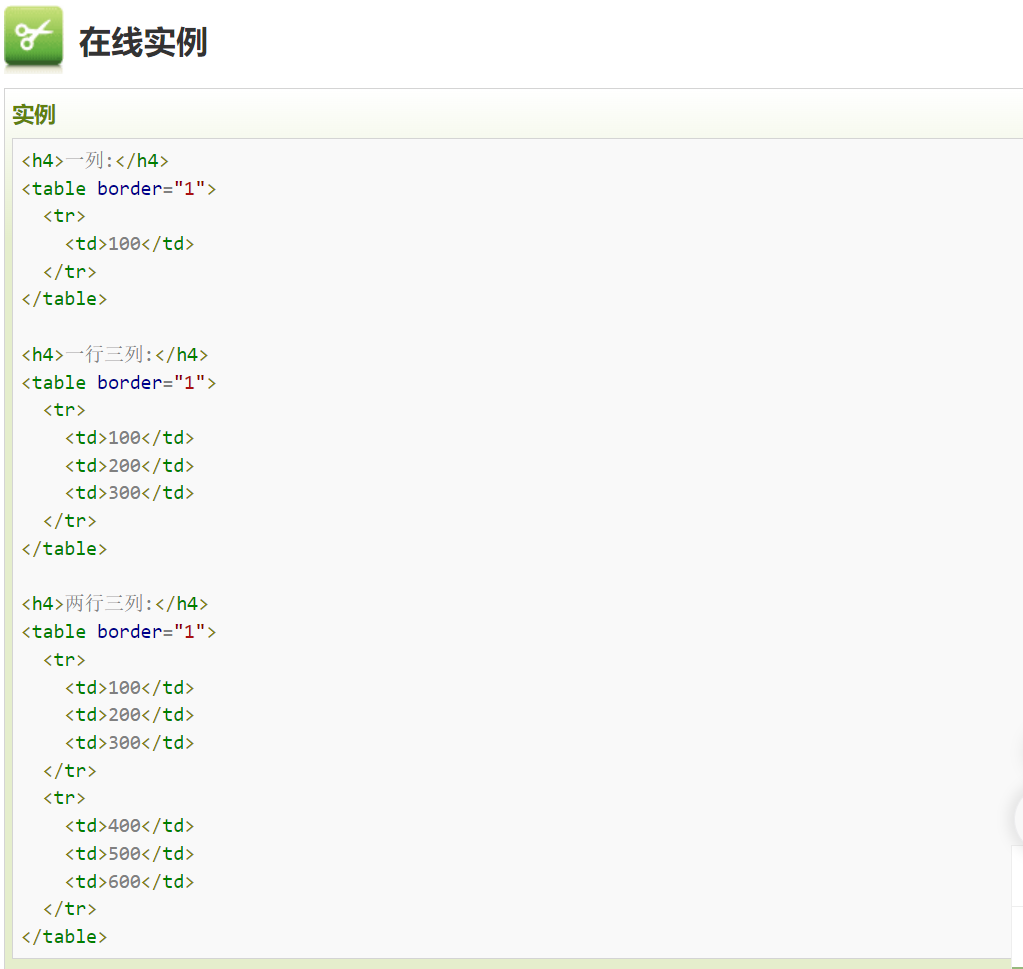 在线实例
实例
<h4>一列:</h4>
<table border="1">
  <tr>
    <td>100</td>
  </tr>
</table>

<h4>一行三列:</h4>
<table border="1">
  <tr>
    <td>100</td>
    <td>200</td>
    <td>300</td>
  </tr>
</table>

<h4>两行三列:</h4>
<table border="1">
  <tr>
    <td>100</td>
    <td>200</td>
    <td>300</td>
  </tr>
  <tr>
    <td>400</td>
    <td>500</td>
    <td>600</td>
  </tr>
</table>